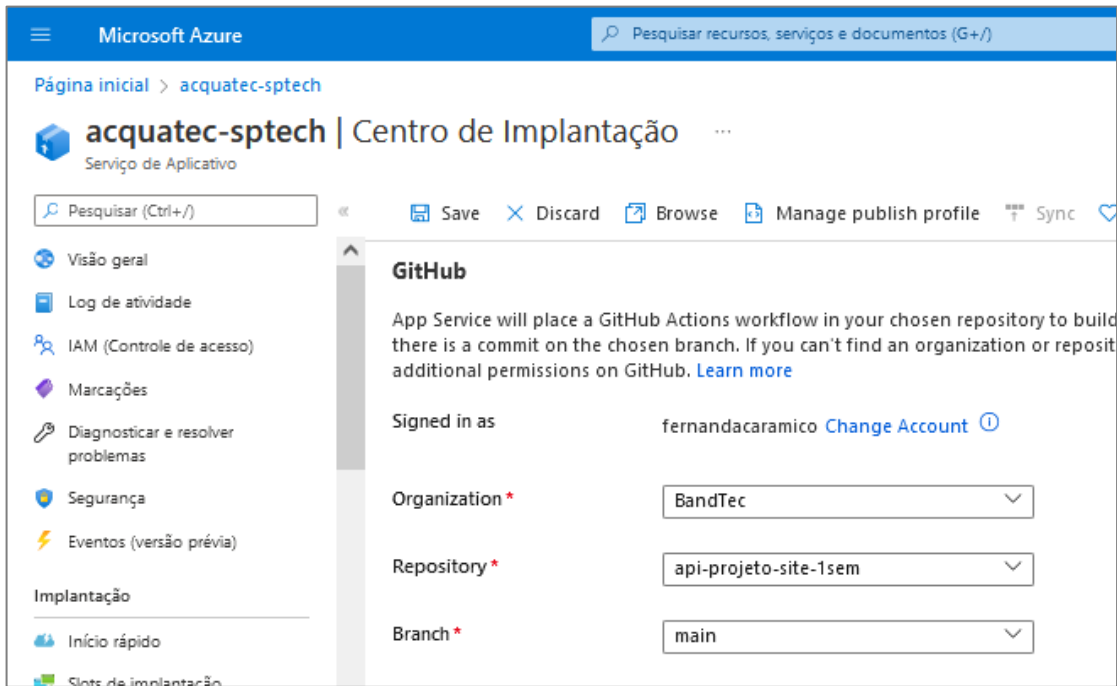 Microsoft Azure
Pesquisar recursos, serviços e documentos (G+/)
Página inicial > acquatec-sptech
acquatec-sptech | Centro de Implantação ...
Serviço de Aplicativo
Pesquisar (Ctrl+/)
«
Save
Discard
Browse
Manage publish profile
Sync
Visão geral
Log de atividade
IAM (Controle de acesso)
Marcações
Diagnosticar e resolver
problemas
Segurança
Eventos (versão prévia)
Implantação
Início rápido
Slots de implantação
GitHub
App Service will place a GitHub Actions workflow in your chosen repository to build
there is a commit on the chosen branch. If you can't find an organization or reposit
additional permissions on GitHub. Learn more
Signed in as
fernandacaramico Change Account
Organization *
BandTec
Repository *
api-projeto-site-1sem
Branch *
main